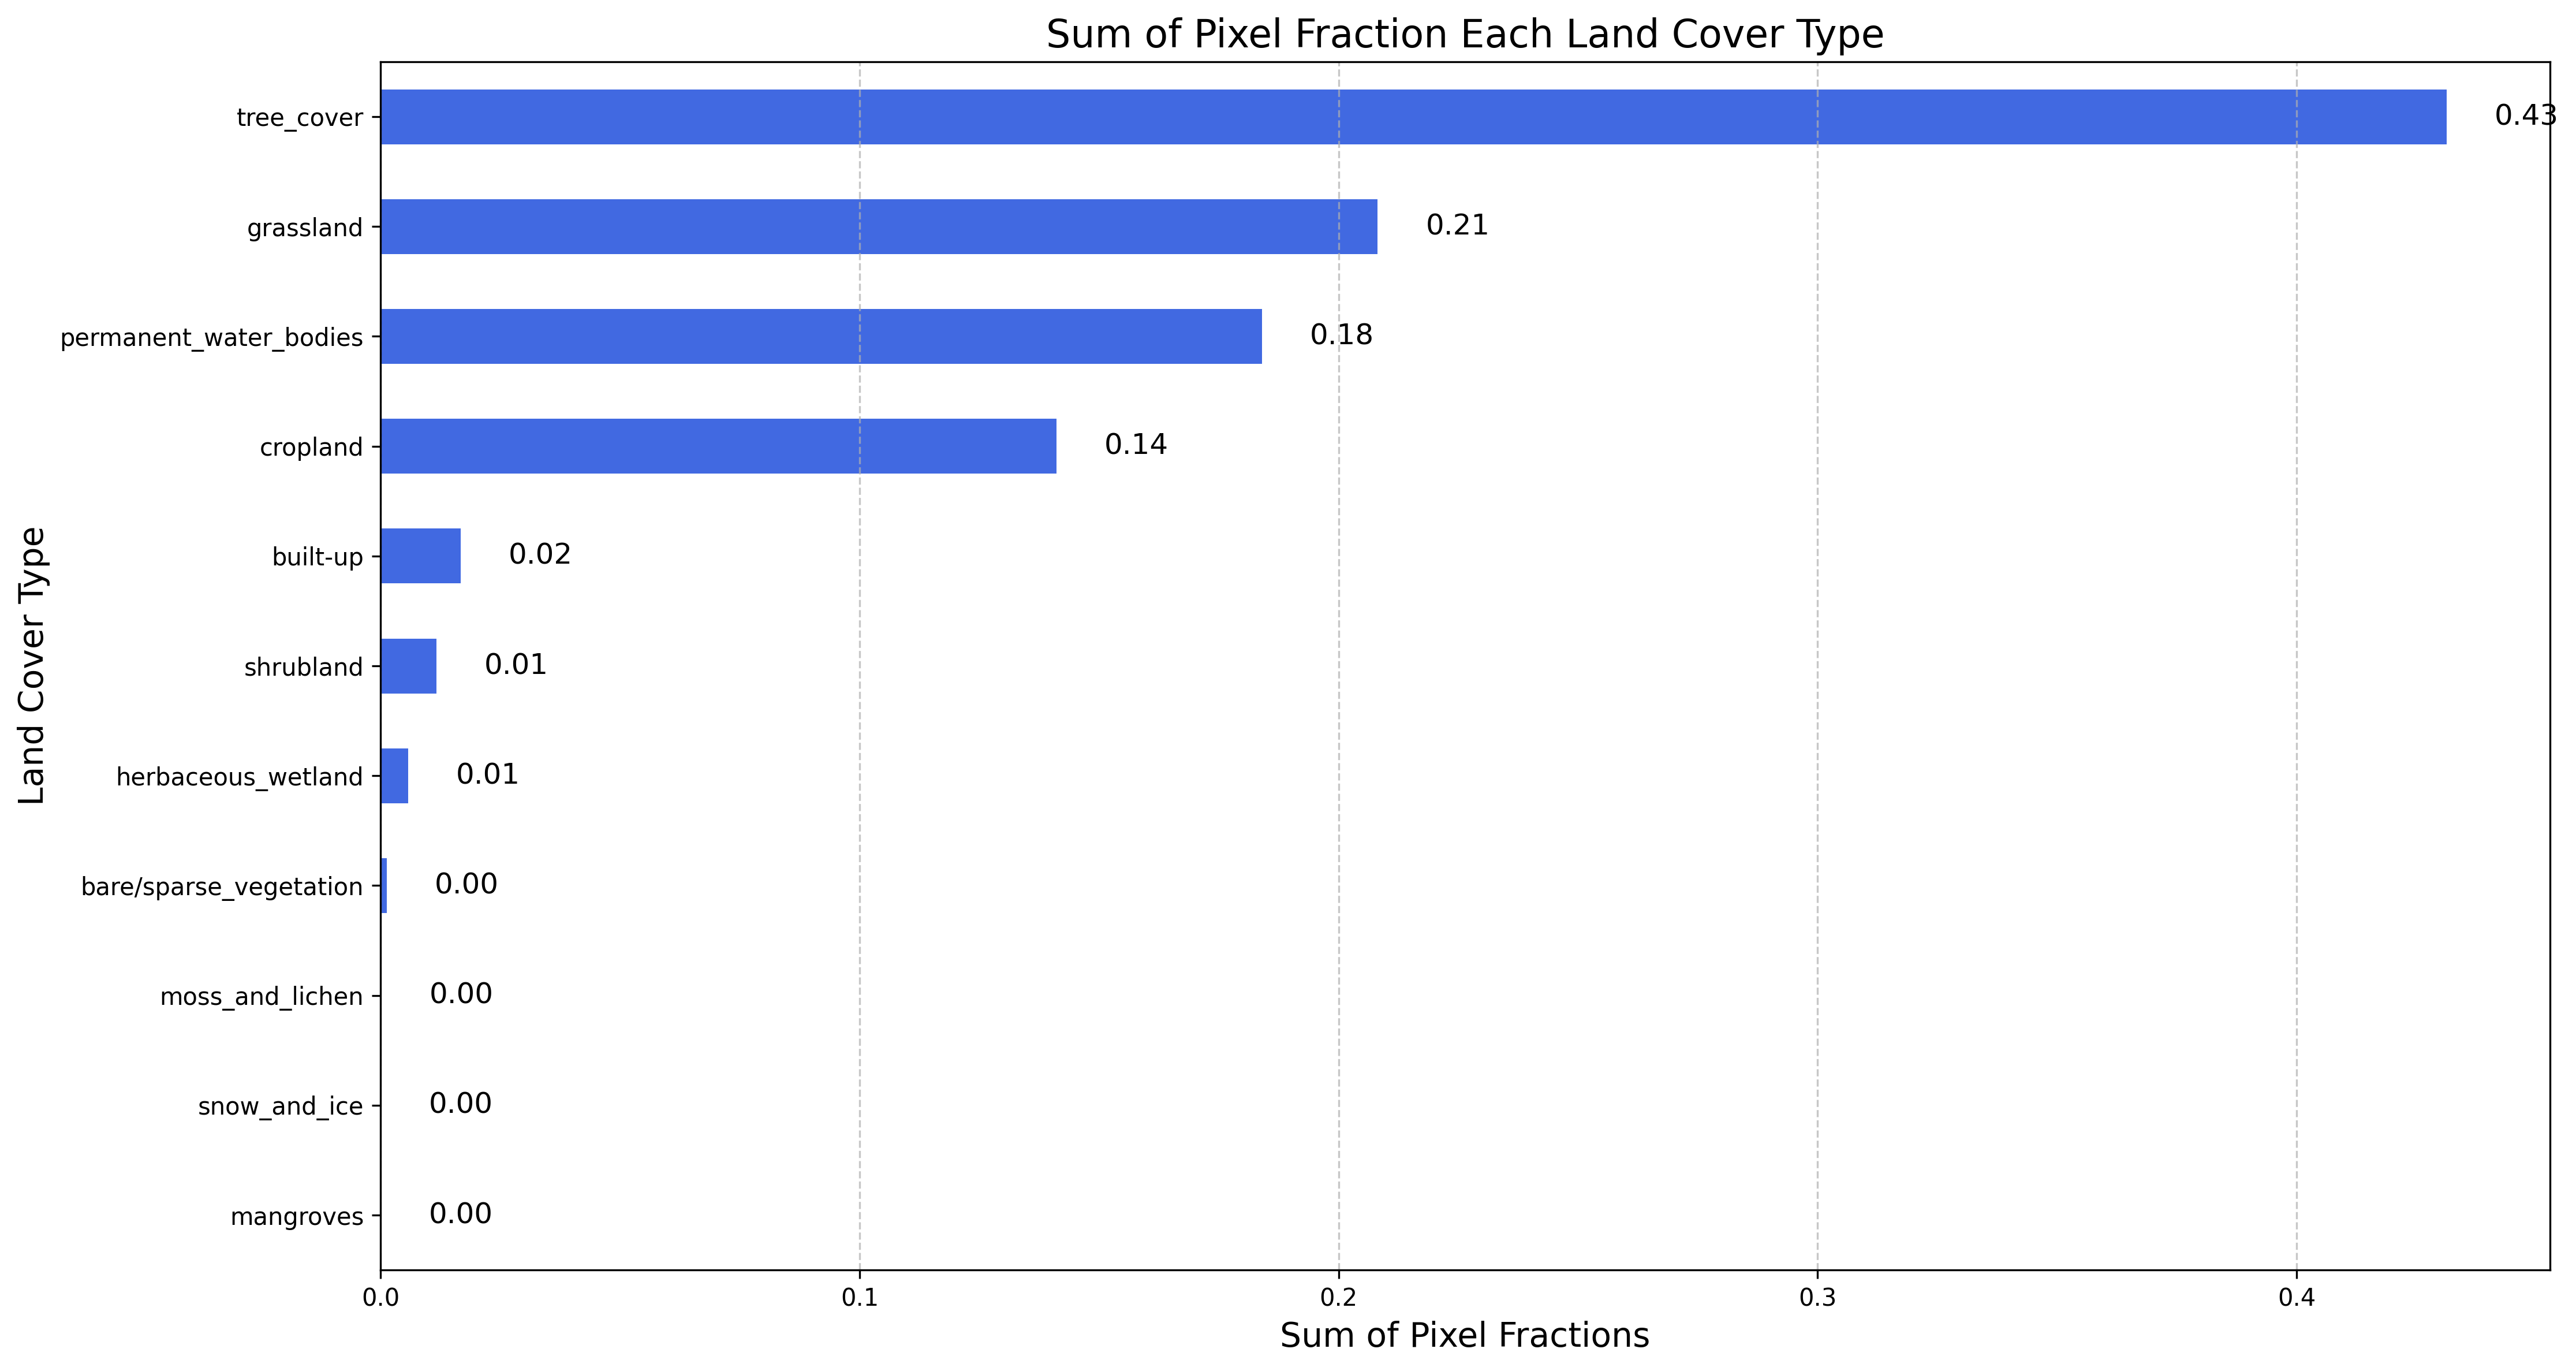 Sum of Pixel Fraction Each Land Cover Type
tree_cover 0.43
grassland 0.21
permanent_water_bodies 0.18
cropland 0.14
built-up 0.02
shrubland 0.01
herbaceous_wetland 0.01
bare/sparse_vegetation 0.00
moss_and_lichen 0.00
snow_and_ice 0.00
mangroves 0.00
Land Cover Type
0.0 0.1 0.2 0.3 0.4
Sum of Pixel Fractions